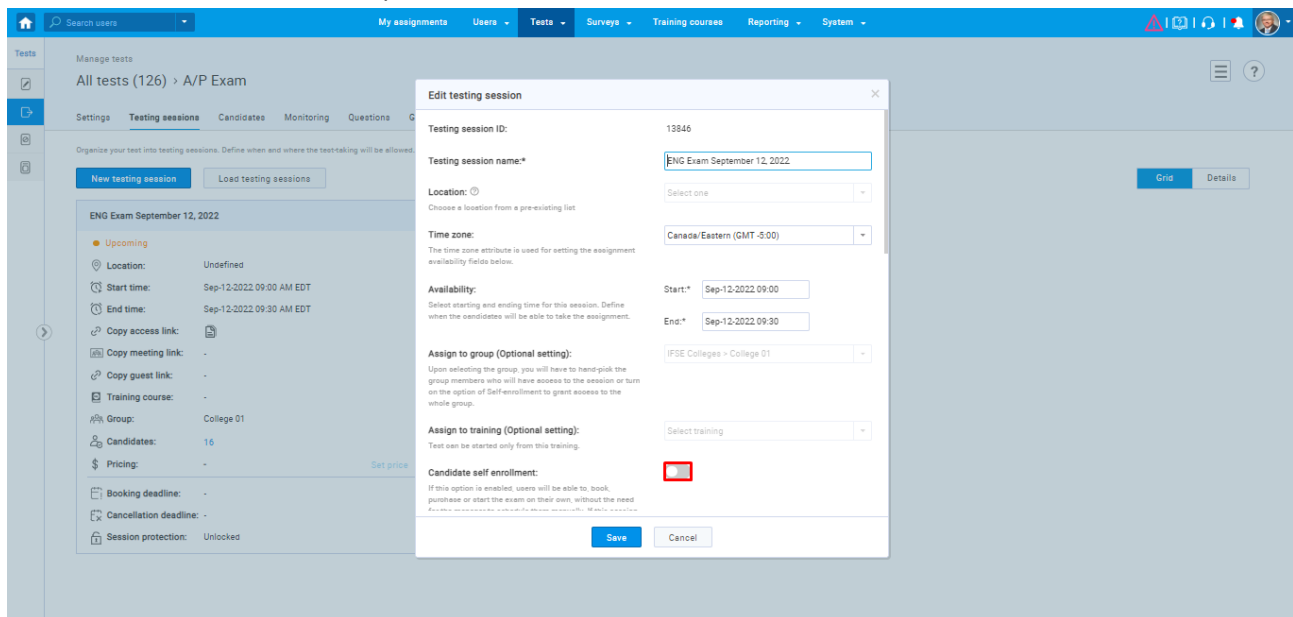 Search users
My assignments
Users
Tests
Surveys
Training courses
Reporting
System
Tests
Manage tests
All tests (126) › A/P Exam
Settings
Testing sessions
Candidates
Monitoring
Questions
G
Organize your test into testing sessions. Define when and where the test-taking will be allowed.
New testing session
Load testing sessions
Grid
Details
ENG Exam September 12, 2022
Upcoming
Location: Undefined
Start time: Sep-12-2022 09:00 AM EDT
End time: Sep-12-2022 09:30 AM EDT
Copy access link:
Copy meeting link: -
Copy guest link: -
Training course: -
Group: College 01
Candidates: 16
$ Pricing: - Set price
Booking deadline: -
Cancellation deadline: -
Session protection: Unlocked
Edit testing session
Testing session ID: 13846
Testing session name:* ENG Exam September 12, 2022
Location: Select one
Choose a location from a pre-existing list
Time zone: Canada/Eastern (GMT -5:00)
The time zone attribute is used for setting the assignment
availability fields below.
Availability: Start:* Sep-12-2022 09:00
Select starting and ending time for this session. Define
when the candidates will be able to take the assignment.
End:* Sep-12-2022 09:30
Assign to group (Optional setting): IFSE Colleges > College 01
Upon selecting the group, you will have to hand-pick the
group members who will have access to the session or turn
on the option of Self-enrollment to grant access to the
whole group.
Assign to training (Optional setting): Select training
Test can be started only from this training.
Candidate self enrollment:
If this option is enabled, users will be able to, book,
purchase or start the exam on their own, without the need
Save
Cancel